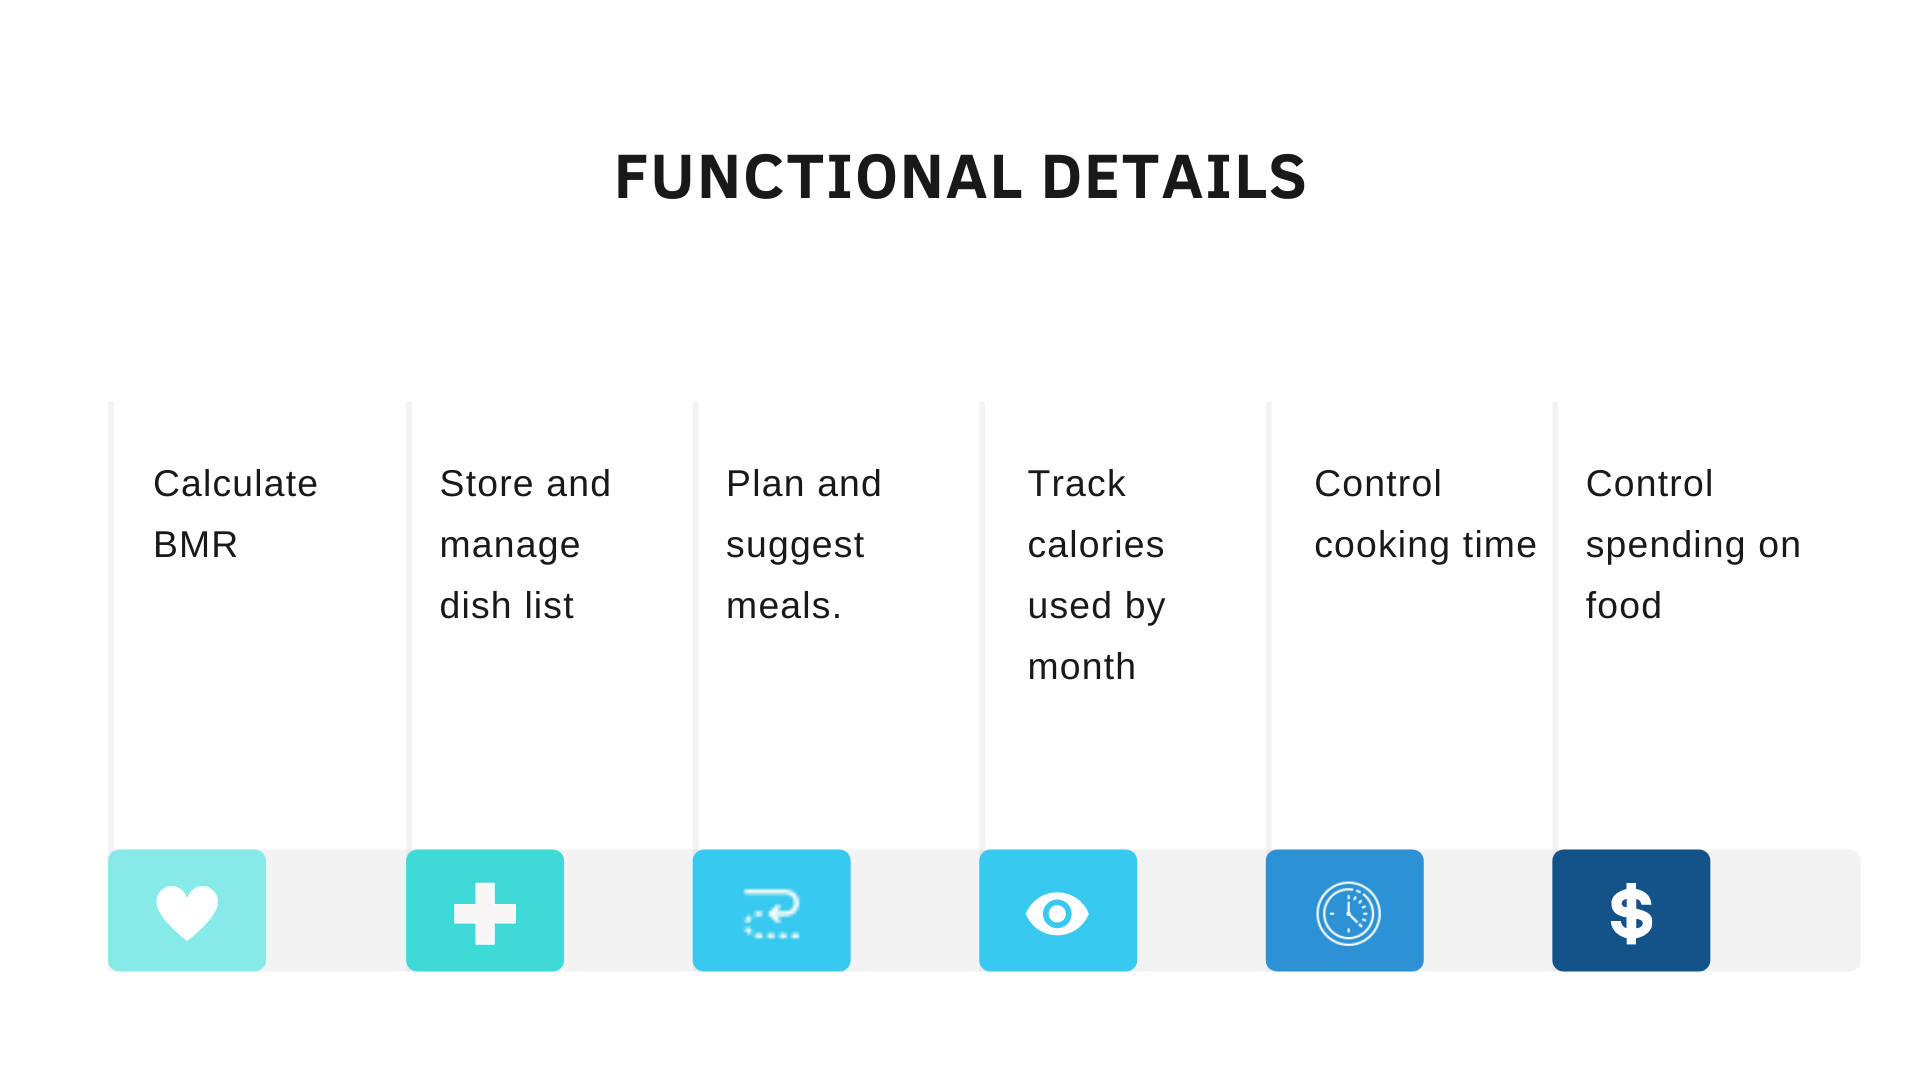 FUNCTIONAL DETAILS
Calculate
BMR
Store and
manage
dish list
Plan and
suggest
meals.
Track
calories
used by
month
Control
cooking time
Control
spending on
food
$